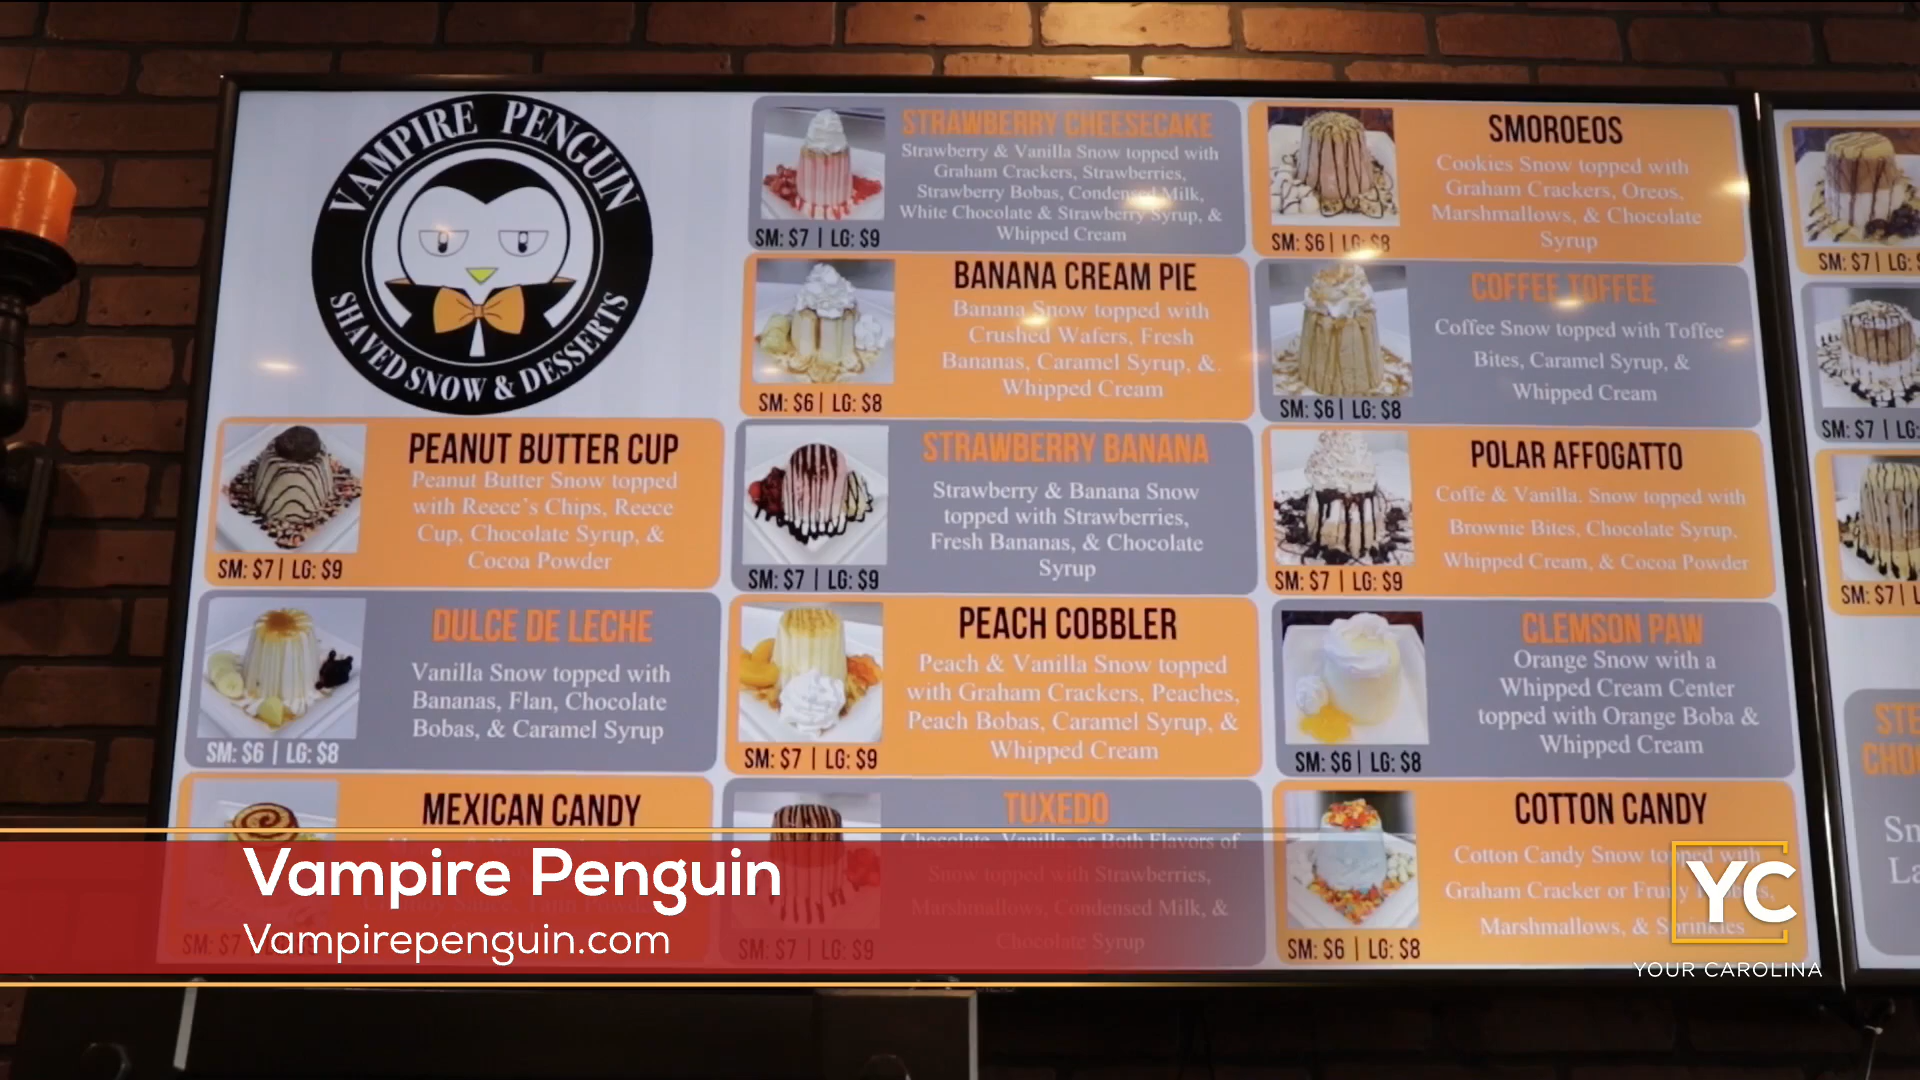 VAMPIRE PENGUIN
SHAVED SNOW & DESSERTS
PEANUT BUTTER CUP
Peanut Butter Snow topped
with Reece's Chips, Reece
Cup, Chocolate Syrup, &
Cocoa Powder
SM: $7 | LG: $9
DULCE DE LECHE
Vanilla Snow topped with
Bananas, Flan, Chocolate
Bobas, & Caramel Syrup
SM: $6 | LG: $8
MEXICAN CANDY
SM: $7
STRAWBERRY CHEESECAKE
Strawberry & Vanilla Snow topped with
Graham Crackers, Strawberries,
Strawberry Bobas, Condensed Milk,
White Chocolate & Strawberry Syrup, &
Whipped Cream
SM: $7 | LG: $9
BANANA CREAM PIE
Banana Snow topped with
Crushed Wafers, Fresh
Bananas, Caramel Syrup, &
Whipped Cream
SM: $6 | LG: $8
STRAWBERRY BANANA
Strawberry & Banana Snow
topped with Strawberries,
Fresh Bananas, & Chocolate
Syrup
SM: $7 | LG: $9
PEACH COBBLER
Peach & Vanilla Snow topped
with Graham Crackers, Peaches,
Peach Bobas, Caramel Syrup, &
Whipped Cream
SM: $7 | LG: $9
TUXEDO
Chocolate, Vanilla, or Both Flavors of
Snow topped with Strawberries,
Marshmallows, Condensed Milk, &
Chocolate Syrup
SM: $7 | LG: $9
SMOROEOS
Cookies Snow topped with
Graham Crackers, Oreos,
Marshmallows, & Chocolate
Syrup
SM: $6 | LG: $8
COFFEE TOFFEE
Coffee Snow topped with Toffee
Bites, Caramel Syrup, &
Whipped Cream
SM: $6 | LG: $8
POLAR AFFOGATTO
Coffe & Vanilla. Snow topped with
Brownie Bites, Chocolate Syrup,
Whipped Cream, & Cocoa Powder
SM: $7 | LG: $9
CLEMSON PAW
Orange Snow with a
Whipped Cream Center
topped with Orange Boba &
Whipped Cream
SM: $6 | LG: $8
COTTON CANDY
Cotton Candy Snow topped with
Graham Cracker or Fruity
Marshmallows, & Sprinkles
SM: $6 | LG: $8
SM: $7 | LG:
SM: $7 | LG:
SM: $7 |
Vampire Penguin
Vampirepenguin.com
YC
YOUR CAROLINA